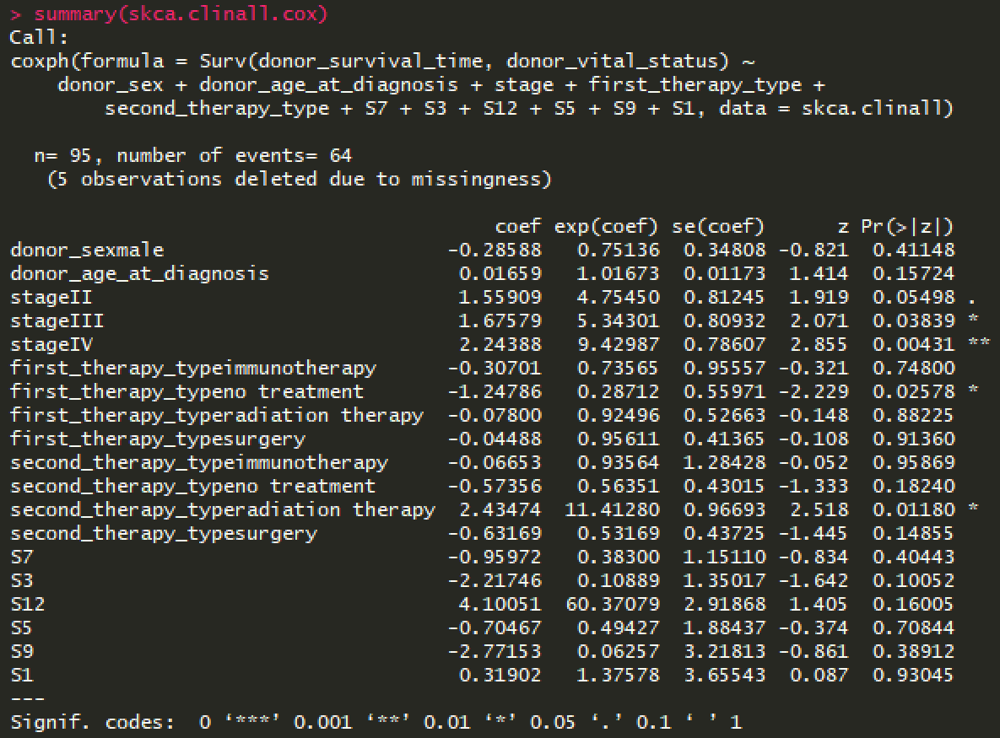 > summary(skca.clinall.cox)
Call:
coxph(formula = Surv(donor_survival_time, donor_vital_status) ~
    donor_sex + donor_age_at_diagnosis + stage + first_therapy_type +
        second_therapy_type + S7 + S3 + S12 + S5 + S9 + S1, data = skca.clinall)
  n= 95, number of events= 64
   (5 observations deleted due to missingness)
                                          coef exp(coef) se(coef)      z Pr(>|z|)
donor_sexmale                         -0.28588   0.75136  0.34808 -0.821  0.41148
donor_age_at_diagnosis                 0.01659   1.01673  0.01173  1.414  0.15724
stageII                                1.55909   4.75450  0.81245  1.919  0.05498 .
stageIII                               1.67579   5.34301  0.80932  2.071  0.03839 *
stageIV                                2.24388   9.42987  0.78607  2.855  0.00431 **
first_therapy_typeimmunotherapy       -0.30701   0.73565  0.95557 -0.321  0.74800
first_therapy_typeno treatment        -1.24786   0.28712  0.55971 -2.229  0.02578 *
first_therapy_typeradiation therapy   -0.07800   0.92496  0.52663 -0.148  0.88225
first_therapy_typesurgery             -0.04488   0.95611  0.41365 -0.108  0.91360
second_therapy_typeimmunotherapy      -0.06653   0.93564  1.28428 -0.052  0.95869
second_therapy_typeno treatment       -0.57356   0.56351  0.43015 -1.333  0.18240
second_therapy_typeradiation therapy   2.43474  11.41280  0.96693  2.518  0.01180 *
second_therapy_typesurgery            -0.63169   0.53169  0.43725 -1.445  0.14855
S7                                    -0.95972   0.38300  1.15110 -0.834  0.40443
S3                                    -2.21746   0.10889  1.35017 -1.642  0.10052
S12                                    4.10051  60.37079  2.91868  1.405  0.16005
S5                                    -0.70467   0.49427  1.88437 -0.374  0.70844
S9                                    -2.77153   0.06257  3.21813 -0.861  0.38912
S1                                     0.31902   1.37578  3.65543  0.087  0.93045
---
Signif. codes:  0 ‘***’ 0.001 ‘**’ 0.01 ‘*’ 0.05 ‘.’ 0.1 ‘ ’ 1